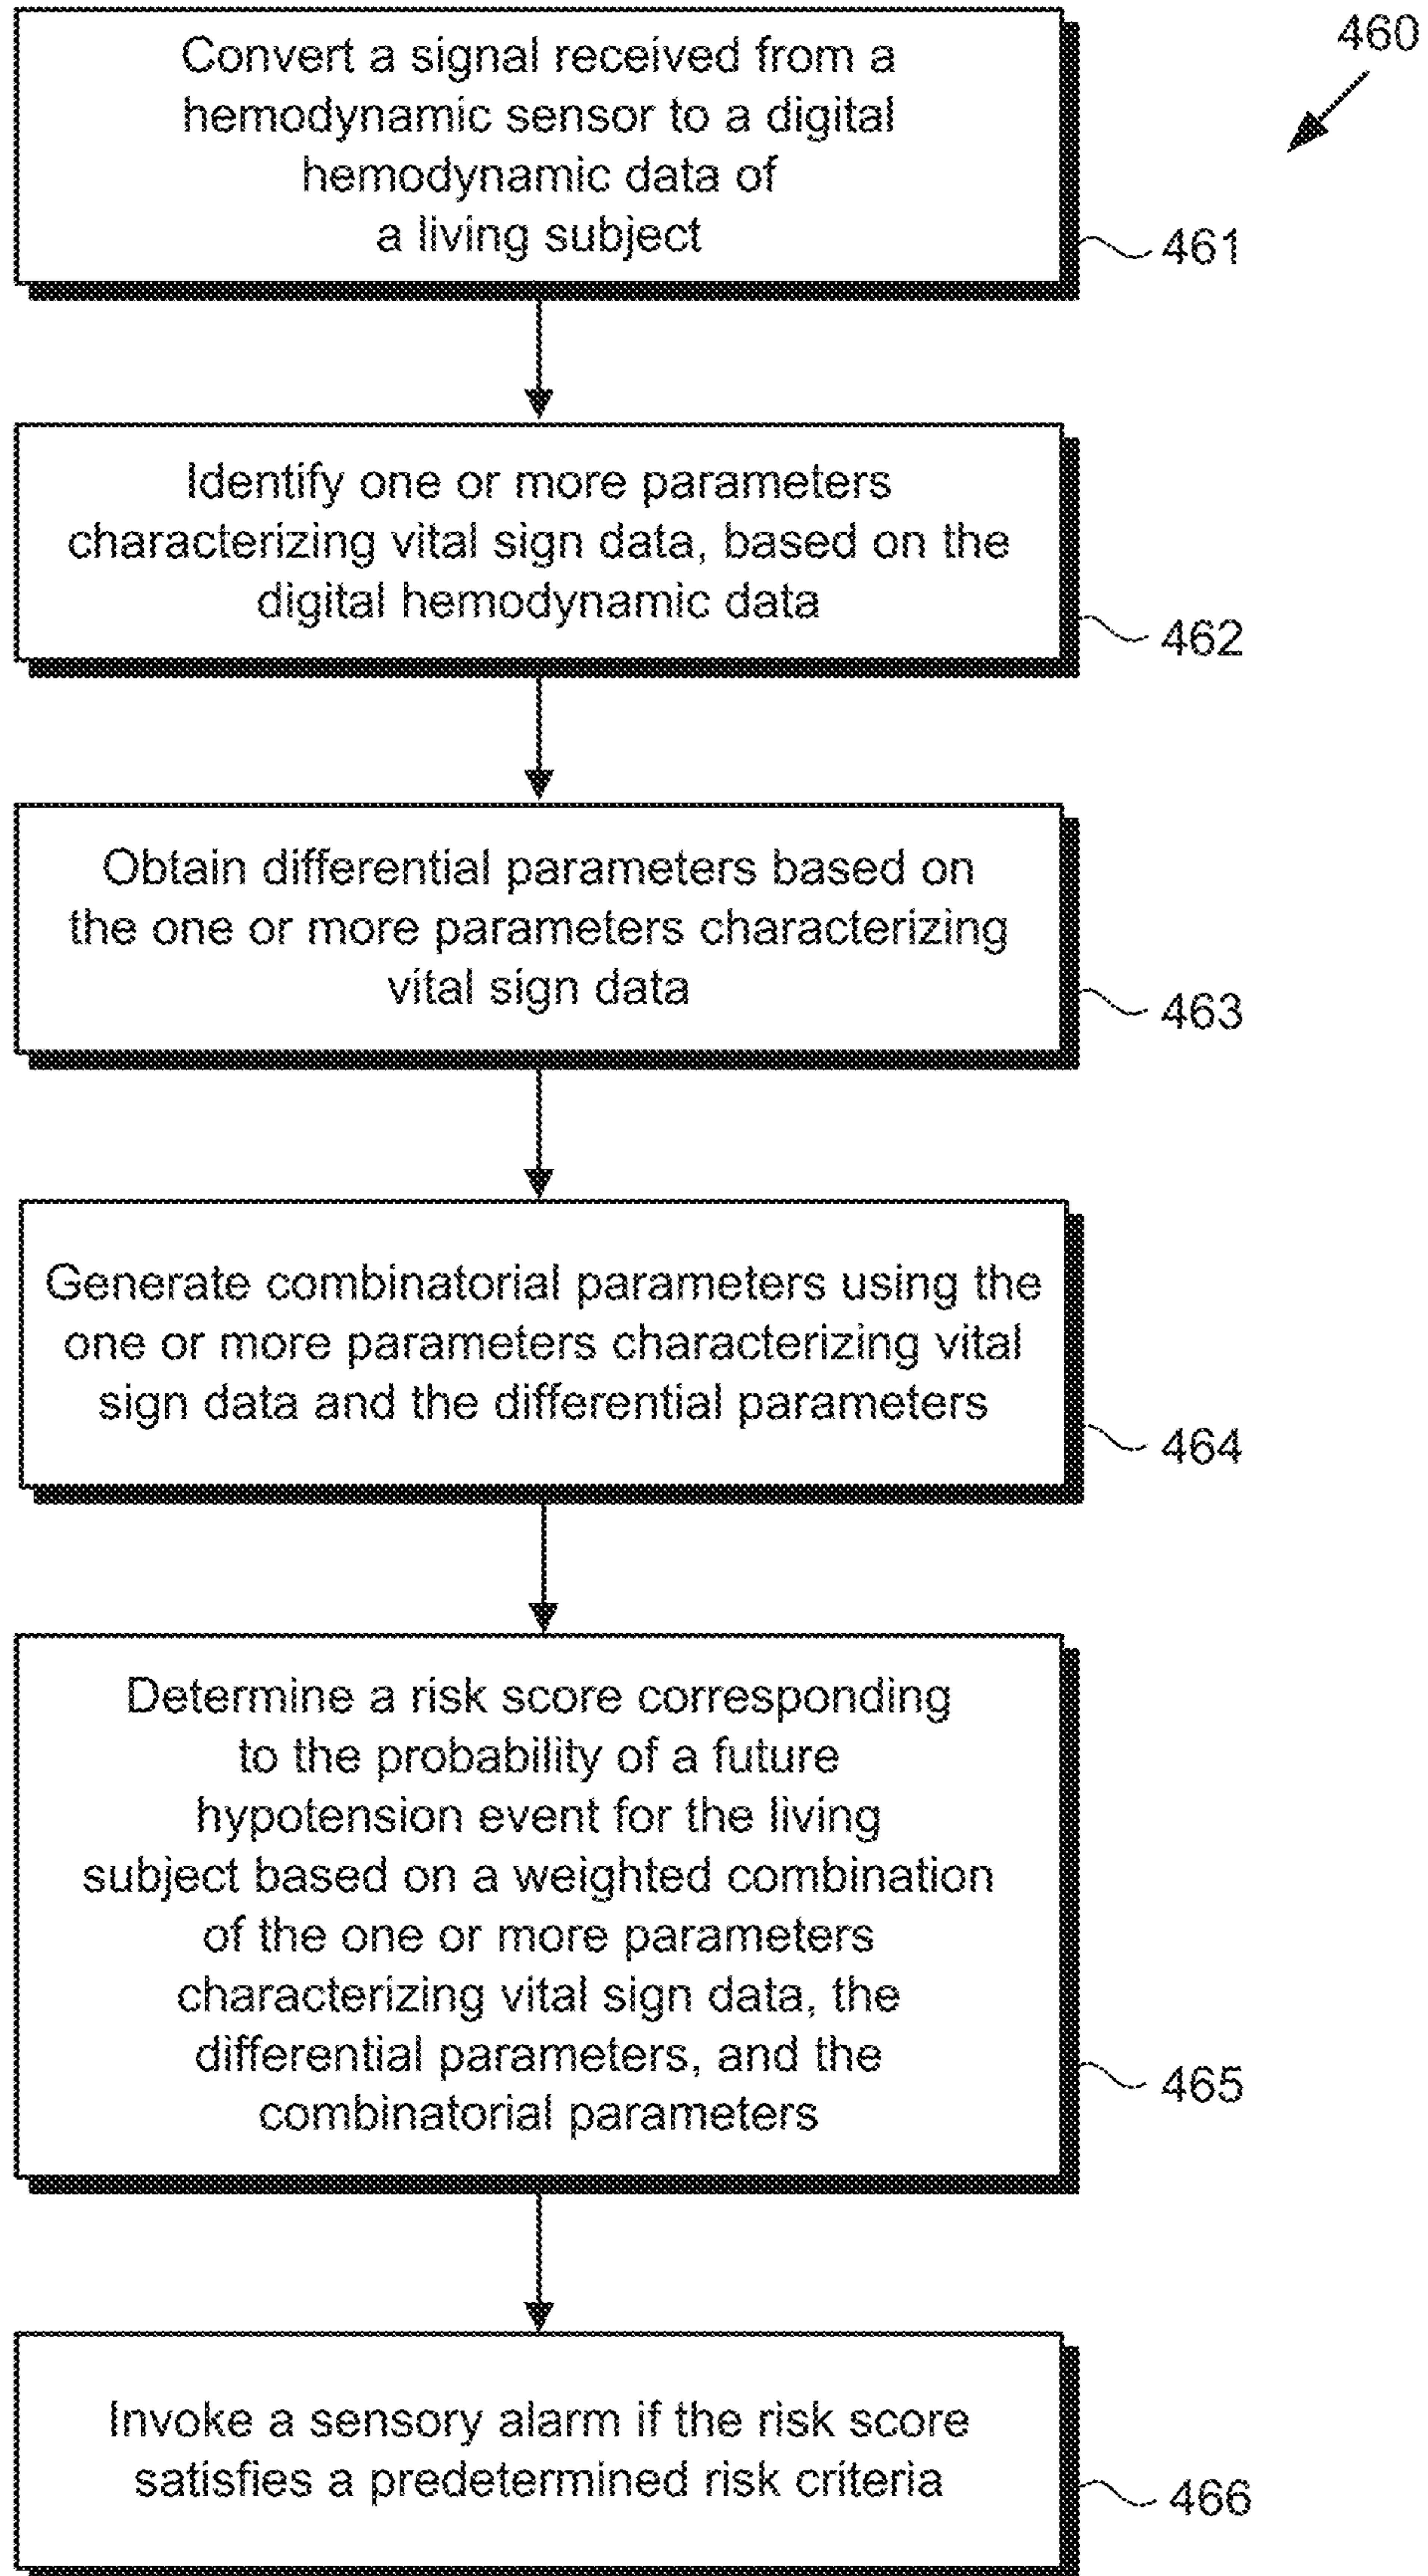 460
Convert a signal received from a
hemodynamic sensor to a digital
hemodynamic data of
a living subject
461
Identify one or more parameters
characterizing vital sign data, based on the
digital hemodynamic data
462
Obtain differential parameters based on
the one or more parameters characterizing
vital sign data
463
Generate combinatorial parameters using the
one or more parameters characterizing vital
sign data and the differential parameters
464
Determine a risk score corresponding
to the probability of a future
hypotension event for the living
subject based on a weighted combination
of the one or more parameters
characterizing vital sign data, the
differential parameters, and the
combinatorial parameters
465
Invoke a sensory alarm if the risk score
satisfies a predetermined risk criteria
466